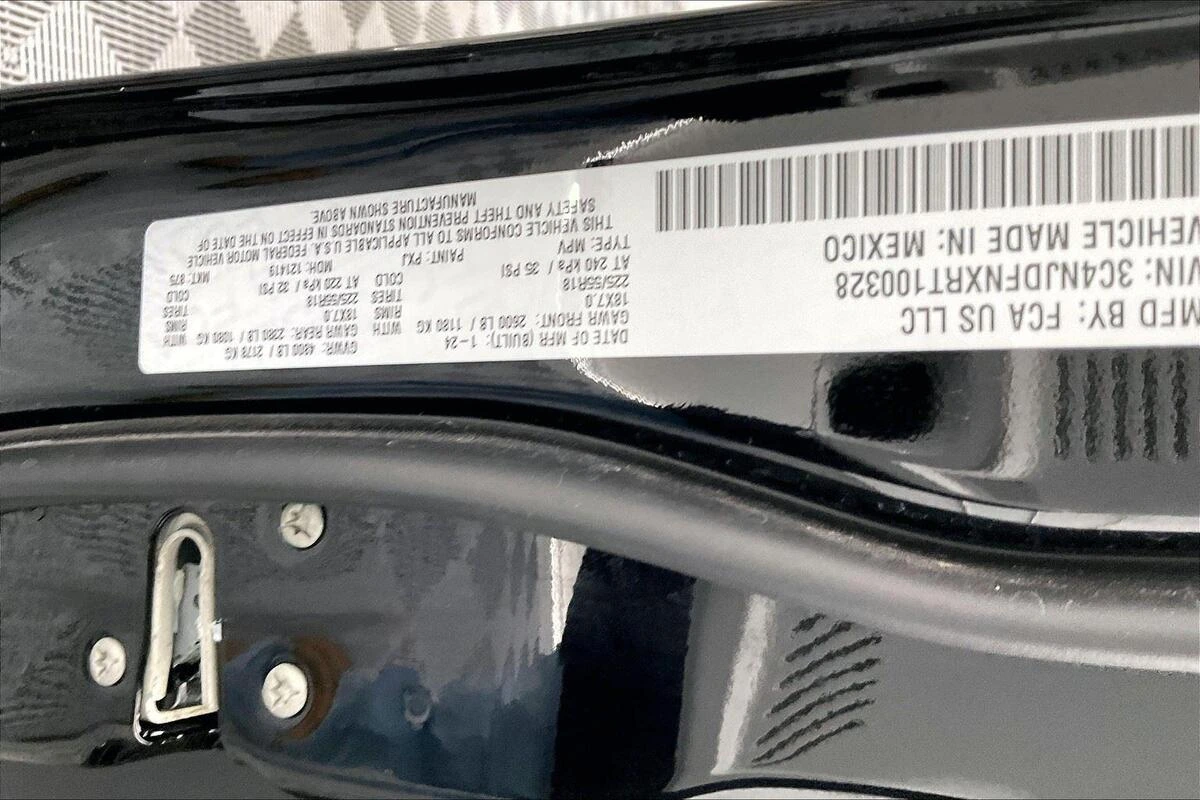 MFD BY: FCA US LLC
VIN: 3C4NJDFNXRT100328
VEHICLE MADE IN: MEXICO
DATE OF MFR (BUILT): 1-24 GVWR: 4800 LB / 2178 KG
GAWR FRONT: 2600 LB / 1180 KG WITH GAWR REAR: 2380 LB / 1080 KG WITH
18X7.0 RIMS 18X7.0 RIMS
225/55R18 TIRES 225/55R18 TIRES
AT 240 kPa / 35 PSI COLD AT 220 kPa / 32 PSI COLD
TYPE: MPV PAINT: PXJ MDH: 121419 MKT: 875
THIS VEHICLE CONFORMS TO ALL APPLICABLE U.S.A. FEDERAL MOTOR VEHICLE
SAFETY AND THEFT PREVENTION STANDARDS IN EFFECT ON THE DATE OF
MANUFACTURE SHOWN ABOVE.